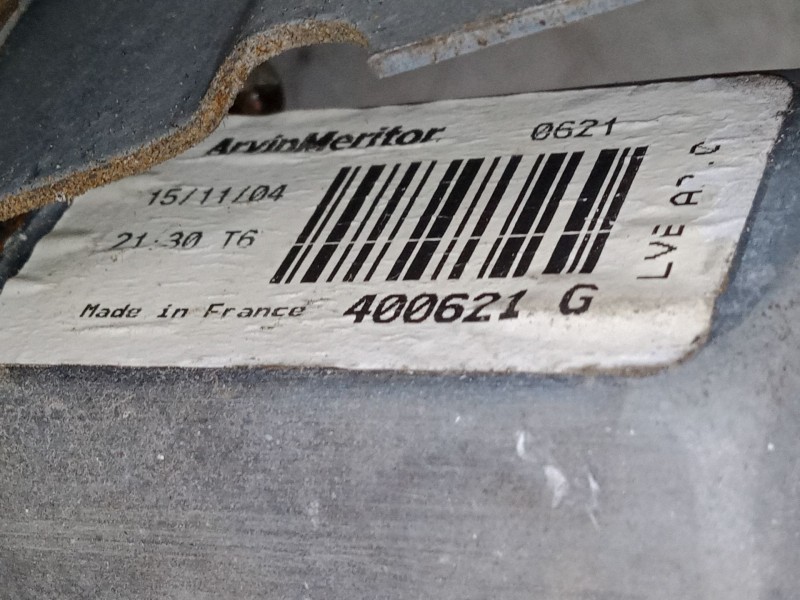 ArvinMeritor 0621
15/11/04
21:30 T6
Made in France 400621 G
LVE